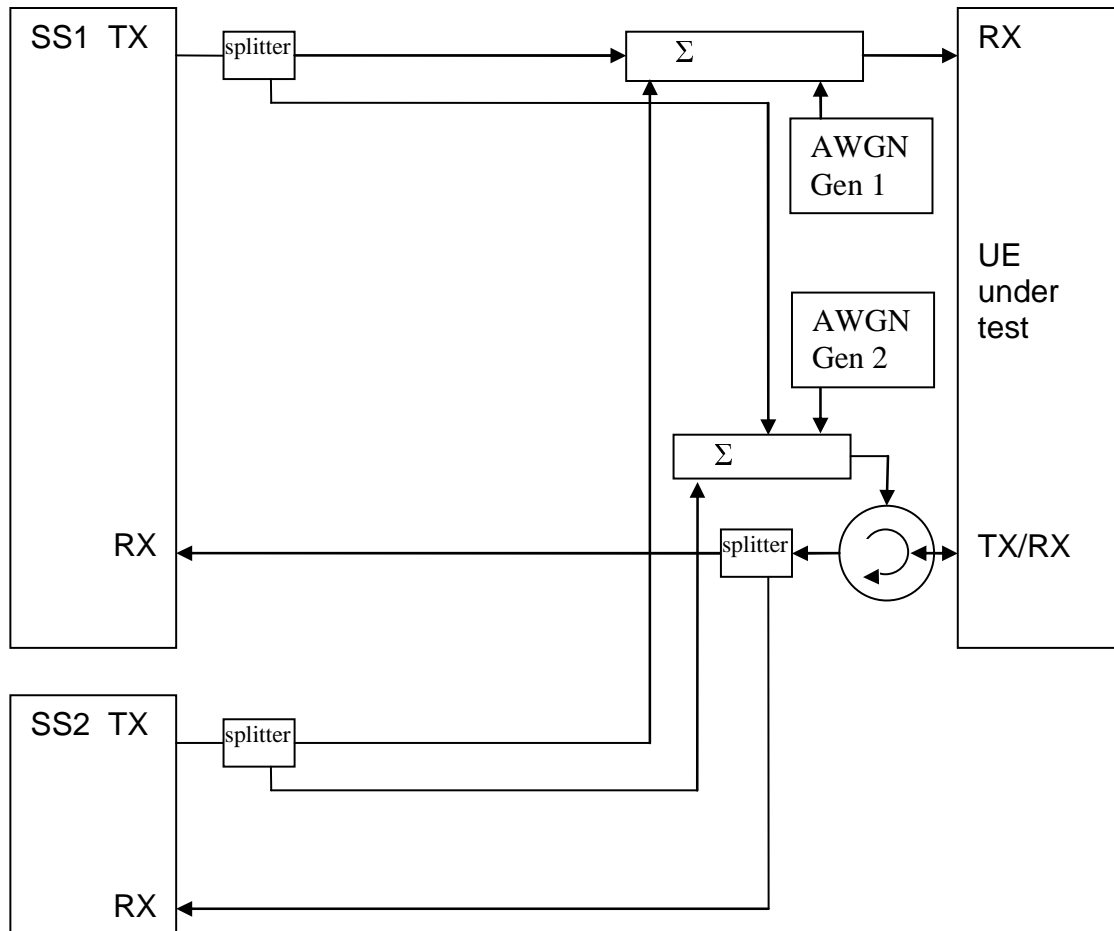 SS1 TX
splitter
Σ
RX
AWGN
Gen 1
UE
under
test
AWGN
Gen 2
Σ
RX
splitter
TX/RX
SS2 TX
splitter
RX